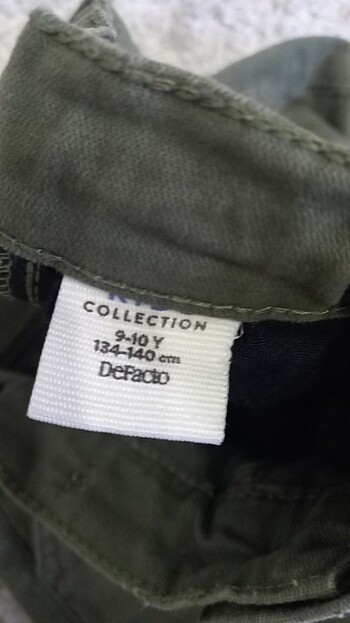 COLLECTION
9-10 Y
134-140 cm
DeFacto